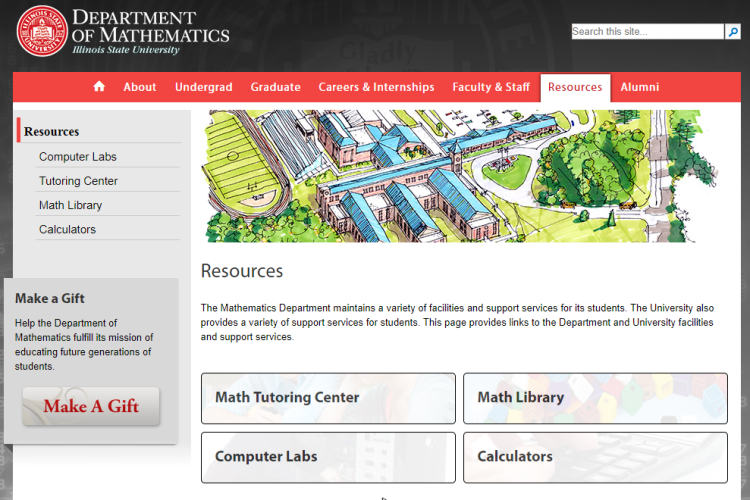 DEPARTMENT
OF MATHEMATICS
Illinois State University
ILLINOIS STATE
UNIVERSITY
Search this site...
About Undergrad Graduate Careers & Internships Faculty & Staff Resources Alumni
Resources
Computer Labs
Tutoring Center
Math Library
Calculators
Make a Gift
Help the Department of
Mathematics fulfill its mission of
educating future generations of
students.
Make A Gift
Resources
The Mathematics Department maintains a variety of facilities and support services for its students. The University also
provides a variety of support services for students. This page provides links to the Department and University facilities
and support services.
Math Tutoring Center
Math Library
Computer Labs
Calculators